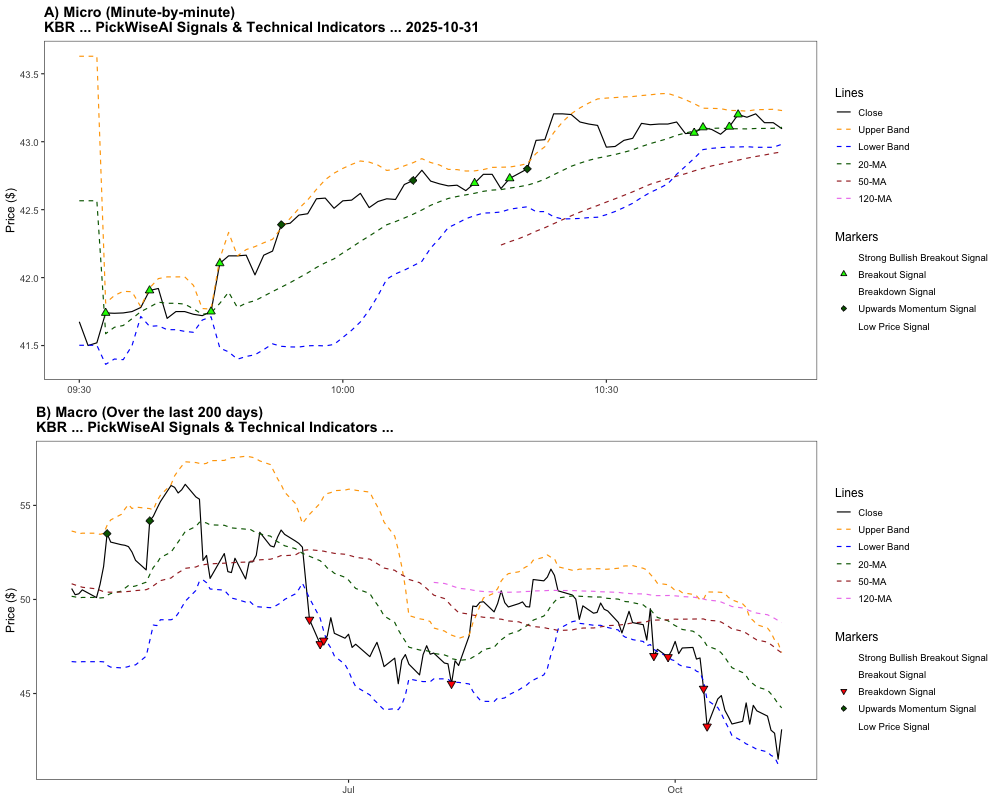 A) Micro (Minute-by-minute)
KBR ... PickWiseAI Signals & Technical Indicators ... 2025-10-31
Price ($)
43.5
43.0
42.5
42.0
41.5
09:30
10:00
10:30
Lines
Close
Upper Band
Lower Band
20-MA
50-MA
120-MA
Markers
Strong Bullish Breakout Signal
Breakout Signal
Breakdown Signal
Upwards Momentum Signal
Low Price Signal
B) Macro (Over the last 200 days)
KBR ... PickWiseAI Signals & Technical Indicators ...
Price ($)
55
50
45
Jul
Oct
Lines
Close
Upper Band
Lower Band
20-MA
50-MA
120-MA
Markers
Strong Bullish Breakout Signal
Breakout Signal
Breakdown Signal
Upwards Momentum Signal
Low Price Signal